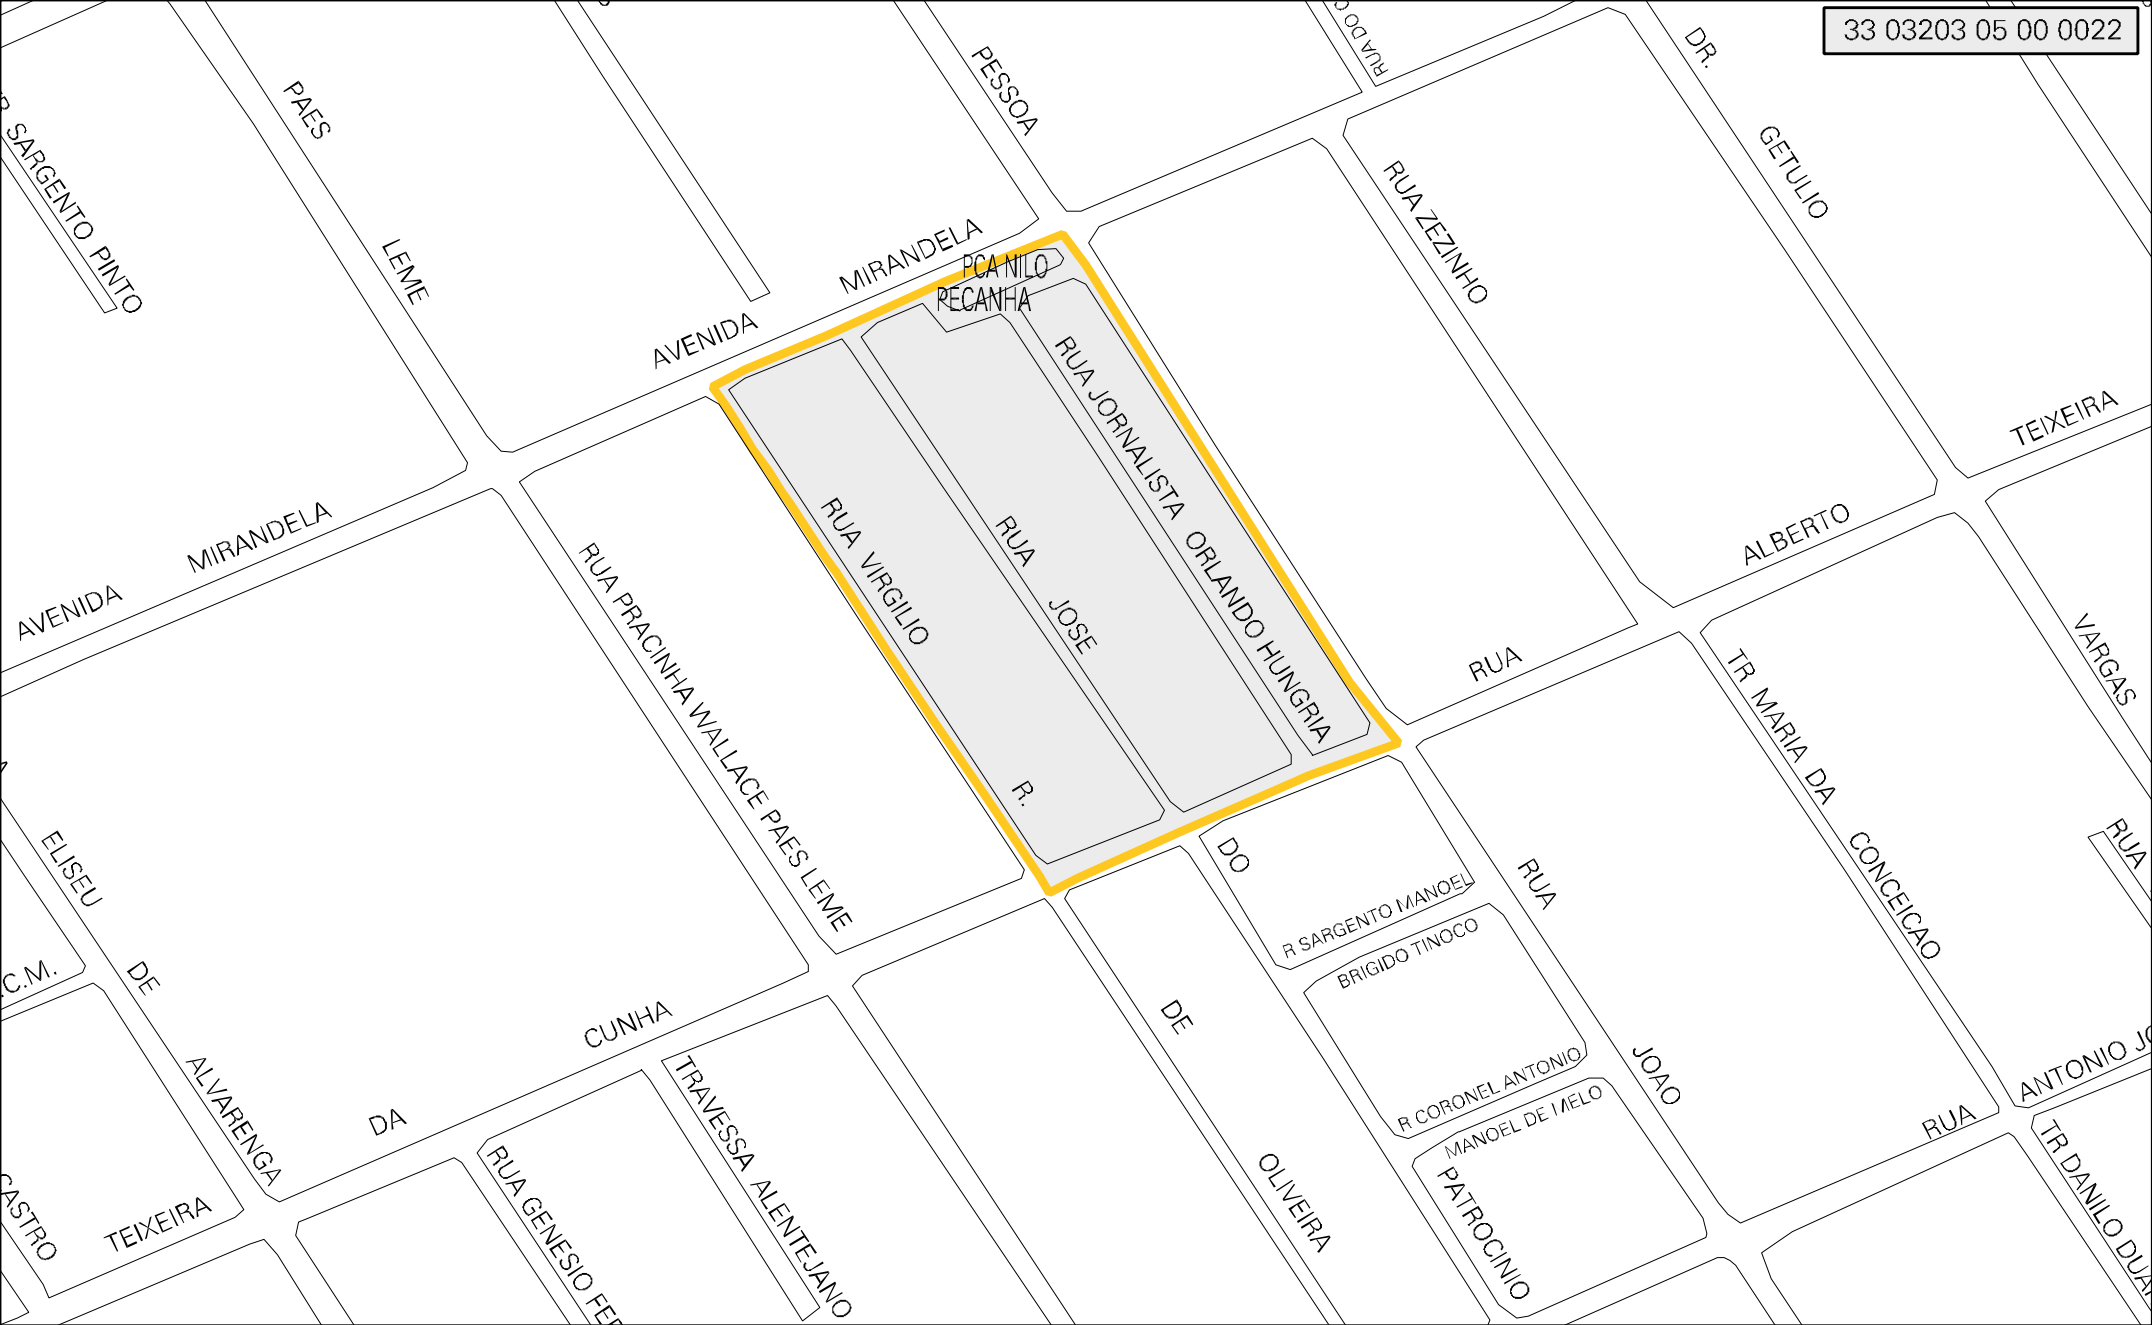 33 03203 05 00 0022
PAES
LEME
PESSOA
RUA DO
DR.
GETULIO
VARGAS
SARGENTO PINTO
RUA ZEZINHO
AVENIDA MIRANDELA
PCA NILO
PECANHA
AVENIDA MIRANDELA
RUA JORNALISTA ORLANDO HUNGRIA
RUA JOSE
DO
PATROCINIO
RUA VIRGILIO
R.
DE
OLIVEIRA
RUA PRACINHA WALLACE PAES LEME
RUA ALBERTO TEIXEIRA
DA CUNHA
TEIXEIRA
TR MARIA DA CONCEICAO
RUA
RUA JOAO
R SARGENTO MANOEL
BRIGIDO TINOCO
R CORONEL ANTONIO
MANOEL DE MELO
ELISEU DE ALVARENGA
C.M.
CASTRO
RUA GENESIO
TRAVESSA ALENTEJANO
RUA ANTONIO
TR DANILO